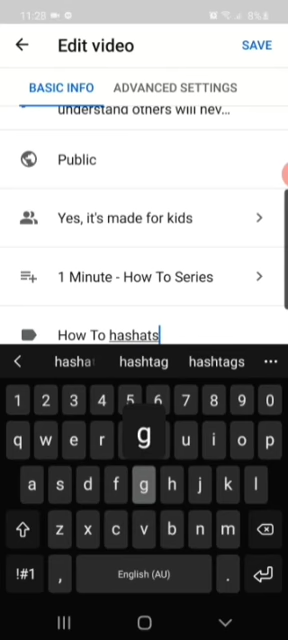 11:28
8%
Edit video
SAVE
BASIC INFO
ADVANCED SETTINGS
understand others will nev...
Public
Yes, it's made for kids
1 Minute - How To Series
How To hashats
hashat hashtag hashtags
1 2 3 4 5 6 7 8 9 0
q w e r g u i o p
a s d f g h j k l
z x c v b n m
!#1 , English (AU) .